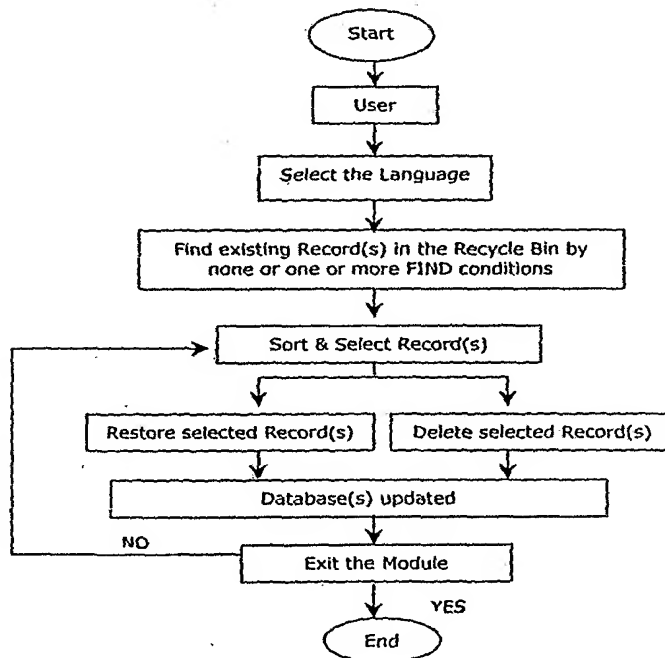 Start
User
Select the Language
Find existing Record(s) in the Recycle Bin by
none or one or more FIND conditions
Sort & Select Record(s)
Restore selected Record(s)
Delete selected Record(s)
Database(s) updated
NO
Exit the Module
YES
End